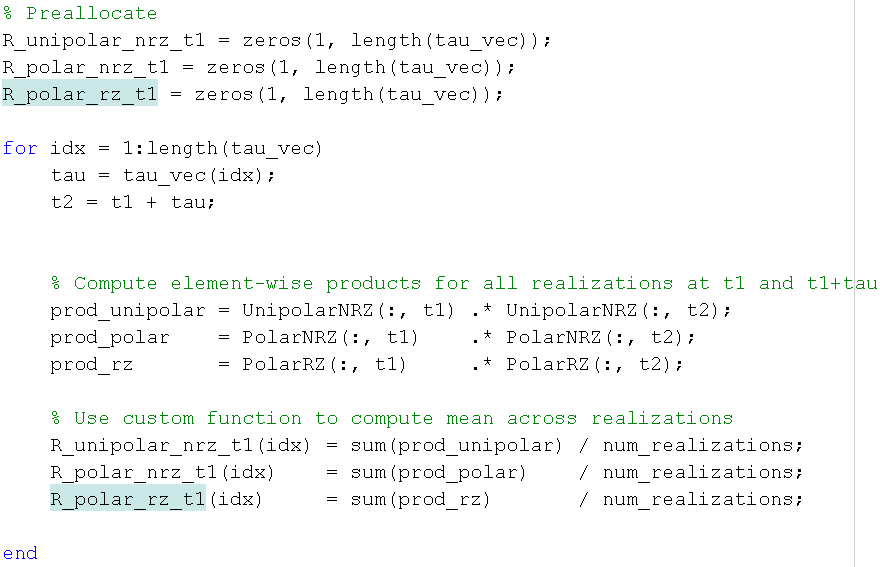 % Preallocate
R_unipolar_nrz_t1 = zeros(1, length(tau_vec));
R_polar_nrz_t1 = zeros(1, length(tau_vec));
R_polar_rz_t1 = zeros(1, length(tau_vec));
for idx = 1:length(tau_vec)
    tau = tau_vec(idx);
    t2 = t1 + tau;
    % Compute element-wise products for all realizations at t1 and t1+tau
    prod_unipolar = UnipolarNRZ(:, t1) .* UnipolarNRZ(:, t2);
    prod_polar    = PolarNRZ(:, t1)    .* PolarNRZ(:, t2);
    prod_rz       = PolarRZ(:, t1)     .* PolarRZ(:, t2);
    % Use custom function to compute mean across realizations
    R_unipolar_nrz_t1(idx) = sum(prod_unipolar) / num_realizations;
    R_polar_nrz_t1(idx)    = sum(prod_polar)    / num_realizations;
    R_polar_rz_t1(idx)     = sum(prod_rz)       / num_realizations;
end